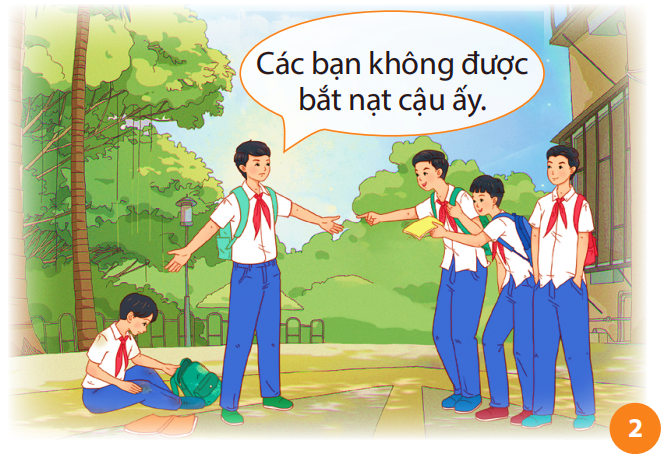 Các bạn không được
bắt nạt cậu ấy.
2